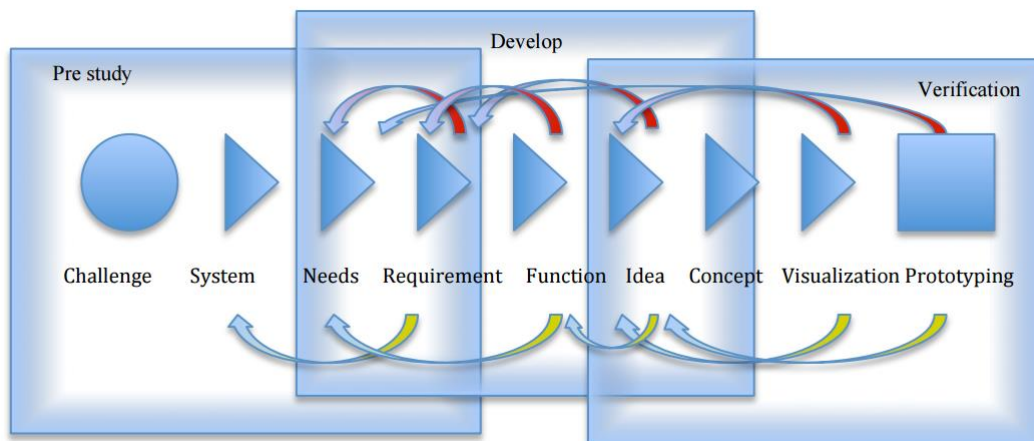 Develop
Pre study
Verification
Challenge System Needs Requirement Function Idea Concept Visualization Prototyping